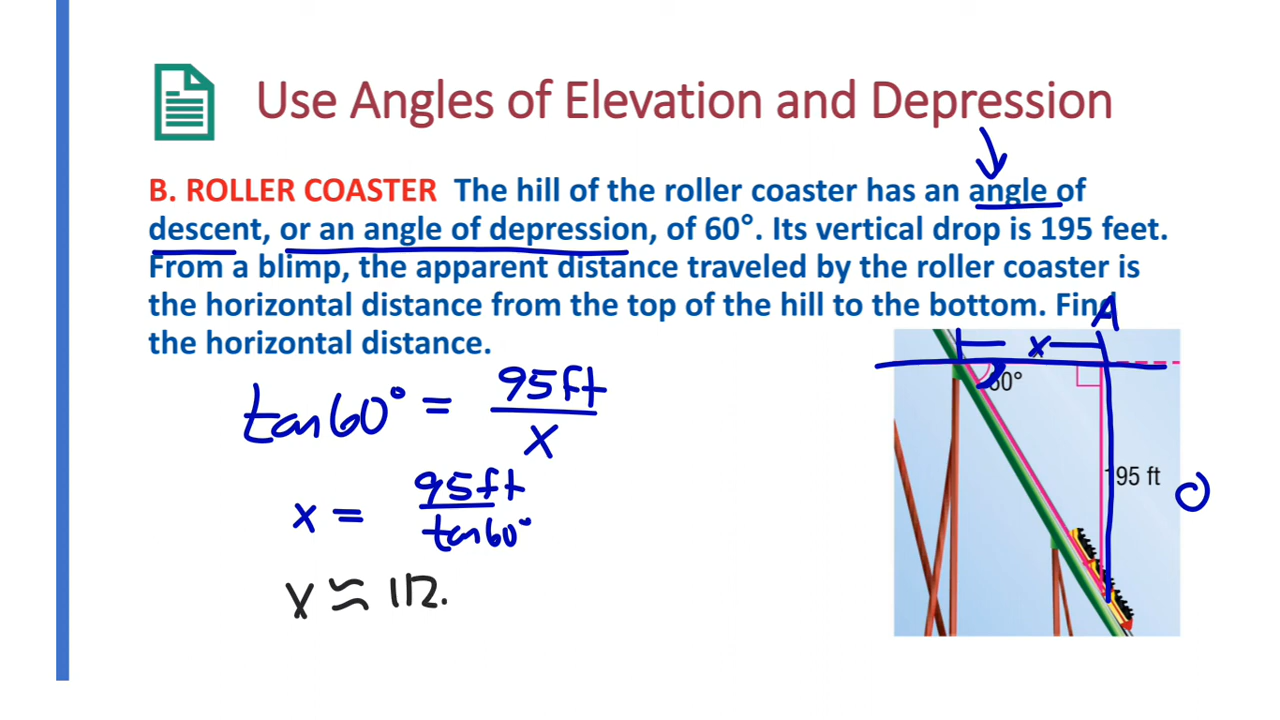 Use Angles of Elevation and Depression
B. ROLLER COASTER The hill of the roller coaster has an angle of
descent, or an angle of depression, of 60°. Its vertical drop is 195 feet.
From a blimp, the apparent distance traveled by the roller coaster is
the horizontal distance from the top of the hill to the bottom. Find
the horizontal distance.
A
x
60°
tan 60° = 95ft
x
195 ft
O
x = 95ft
tan 60°
x ≈ 112.